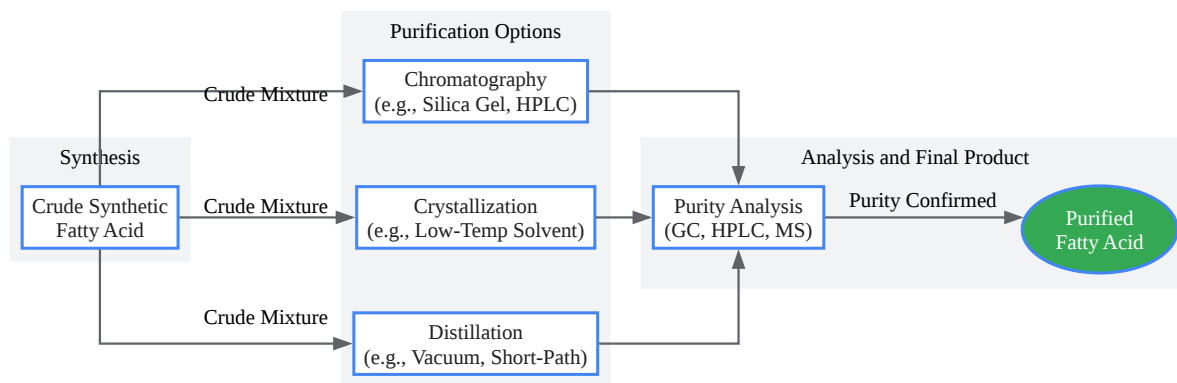 Purification Options
Chromatography
(e.g., Silica Gel, HPLC)
Crude Mixture
Synthesis
Crude Synthetic
Fatty Acid
Crude Mixture
Crystallization
(e.g., Low-Temp Solvent)
Analysis and Final Product
Purity Analysis
(GC, HPLC, MS)
Purity Confirmed
Purified
Fatty Acid
Crude Mixture
Distillation
(e.g., Vacuum, Short-Path)